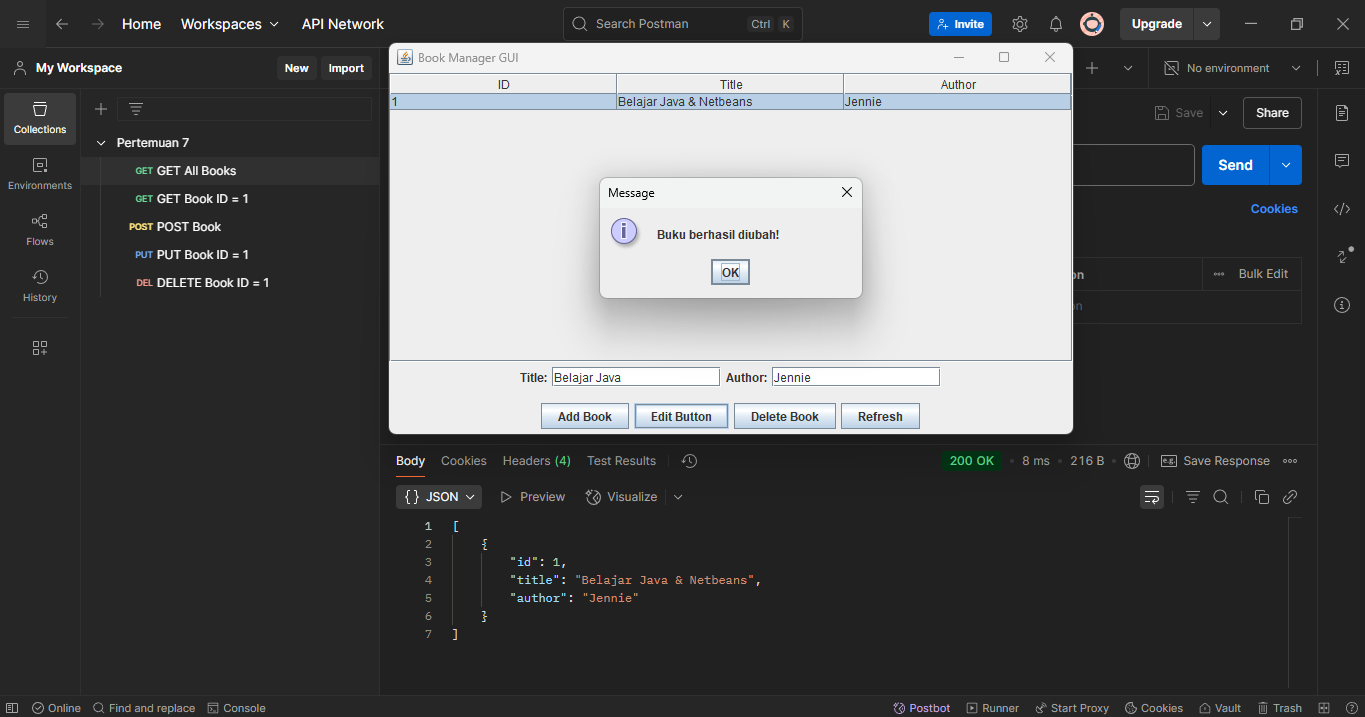 Home Workspaces API Network Search Postman Ctrl K Invite Upgrade
My Workspace New Import No environment
Book Manager GUI
ID Title Author
1 Belajar Java & Netbeans Jennie
Collections
Environments
Flows
History
Pertemuan 7
GET GET All Books
GET GET Book ID = 1
POST POST Book
PUT PUT Book ID = 1
DEL DELETE Book ID = 1
Save Share
Send
Cookies
Bulk Edit
Message
Buku berhasil diubah!
OK
Title: Belajar Java Author: Jennie
Add Book Edit Button Delete Book Refresh
Body Cookies Headers (4) Test Results 200 OK 8 ms 216 B Save Response
{} JSON Preview Visualize
1 [
2 {
3 "id": 1,
4 "title": "Belajar Java & Netbeans",
5 "author": "Jennie"
6 }
7 ]
Online Find and replace Console Postbot Runner Start Proxy Cookies Vault Trash